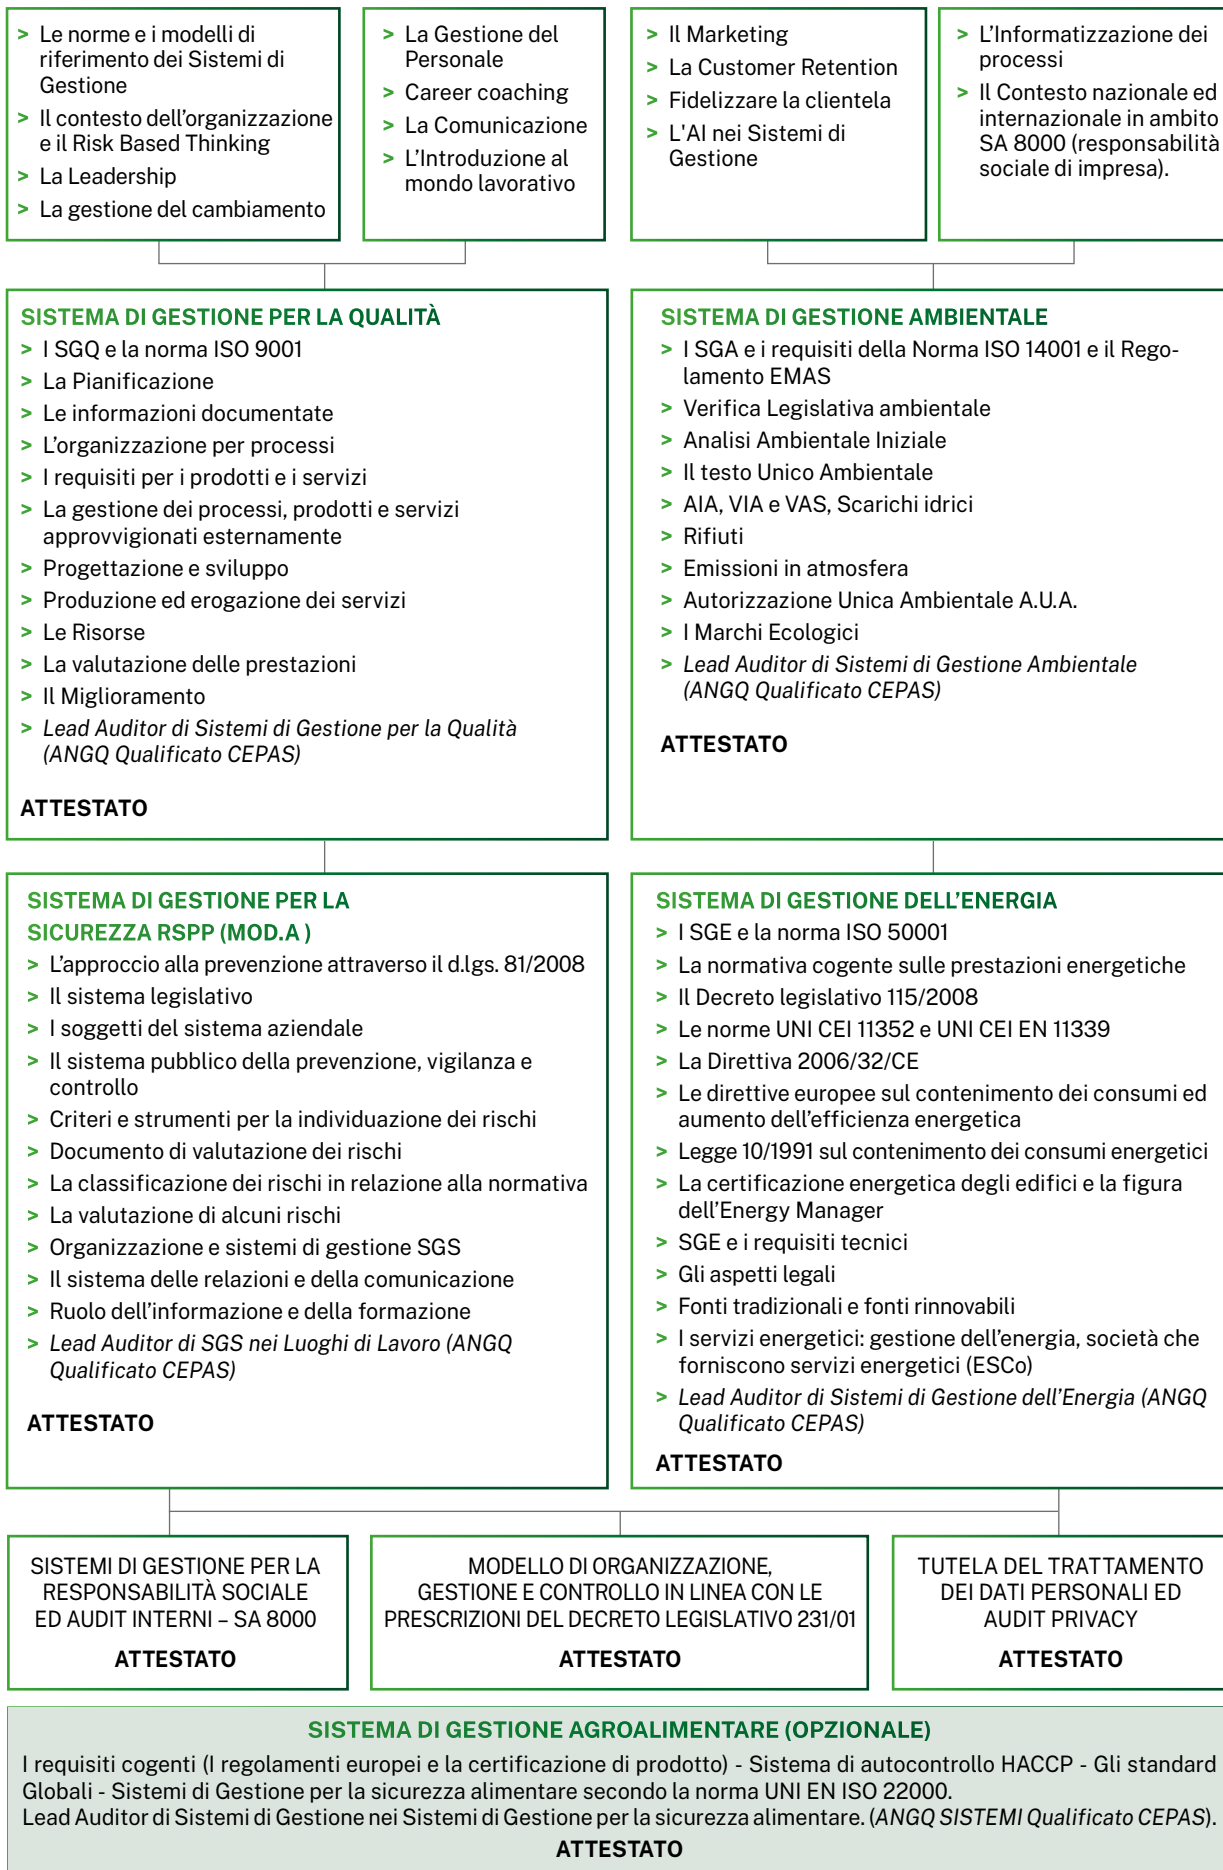 > Le norme e i modelli di
riferimento dei Sistemi di
Gestione
> Il contesto dell’organizzazione
e il Risk Based Thinking
> La Leadership
> La gestione del cambiamento
> La Gestione del
Personale
> Career coaching
> La Comunicazione
> L’Introduzione al
mondo lavorativo
> Il Marketing
> La Customer Retention
> Fidelizzare la clientela
> L'AI nei Sistemi di
Gestione
> L’Informatizzazione dei
processi
> Il Contesto nazionale ed
internazionale in ambito
SA 8000 (responsabilità
sociale di impresa).
SISTEMA DI GESTIONE PER LA QUALITÀ
> I SGQ e la norma ISO 9001
> La Pianificazione
> Le informazioni documentate
> L’organizzazione per processi
> I requisiti per i prodotti e i servizi
> La gestione dei processi, prodotti e servizi
approvvigionati esternamente
> Progettazione e sviluppo
> Produzione ed erogazione dei servizi
> Le Risorse
> La valutazione delle prestazioni
> Il Miglioramento
> Lead Auditor di Sistemi di Gestione per la Qualità
(ANGQ Qualificato CEPAS)
ATTESTATO
SISTEMA DI GESTIONE AMBIENTALE
> I SGA e i requisiti della Norma ISO 14001 e il Rego-
lamento EMAS
> Verifica Legislativa ambientale
> Analisi Ambientale Iniziale
> Il testo Unico Ambientale
> AIA, VIA e VAS, Scarichi idrici
> Rifiuti
> Emissioni in atmosfera
> Autorizzazione Unica Ambientale A.U.A.
> I Marchi Ecologici
> Lead Auditor di Sistemi di Gestione Ambientale
(ANGQ Qualificato CEPAS)
ATTESTATO
SISTEMA DI GESTIONE PER LA
SICUREZZA RSPP (MOD.A )
> L’approccio alla prevenzione attraverso il d.lgs. 81/2008
> Il sistema legislativo
> I soggetti del sistema aziendale
> Il sistema pubblico della prevenzione, vigilanza e
controllo
> Criteri e strumenti per la individuazione dei rischi
> Documento di valutazione dei rischi
> La classificazione dei rischi in relazione alla normativa
> La valutazione di alcuni rischi
> Organizzazione e sistemi di gestione SGS
> Il sistema delle relazioni e della comunicazione
> Ruolo dell’informazione e della formazione
> Lead Auditor di SGS nei Luoghi di Lavoro (ANGQ
Qualificato CEPAS)
ATTESTATO
SISTEMA DI GESTIONE DELL’ENERGIA
> I SGE e la norma ISO 50001
> La normativa cogente sulle prestazioni energetiche
> Il Decreto legislativo 115/2008
> Le norme UNI CEI 11352 e UNI CEI EN 11339
> La Direttiva 2006/32/CE
> Le direttive europee sul contenimento dei consumi ed
aumento dell’efficienza energetica
> Legge 10/1991 sul contenimento dei consumi energetici
> La certificazione energetica degli edifici e la figura
dell’Energy Manager
> SGE e i requisiti tecnici
> Gli aspetti legali
> Fonti tradizionali e fonti rinnovabili
> I servizi energetici: gestione dell’energia, società che
forniscono servizi energetici (ESCo)
> Lead Auditor di Sistemi di Gestione dell’Energia (ANGQ
Qualificato CEPAS)
ATTESTATO
SISTEMI DI GESTIONE PER LA
RESPONSABILITÀ SOCIALE
ED AUDIT INTERNI – SA 8000
ATTESTATO
MODELLO DI ORGANIZZAZIONE,
GESTIONE E CONTROLLO IN LINEA CON LE
PRESCRIZIONI DEL DECRETO LEGISLATIVO 231/01
ATTESTATO
TUTELA DEL TRATTAMENTO
DEI DATI PERSONALI ED
AUDIT PRIVACY
ATTESTATO
SISTEMA DI GESTIONE AGROALIMENTARE (OPZIONALE)
I requisiti cogenti (I regolamenti europei e la certificazione di prodotto) - Sistema di autocontrollo HACCP - Gli standard
Globali - Sistemi di Gestione per la sicurezza alimentare secondo la norma UNI EN ISO 22000.
Lead Auditor di Sistemi di Gestione nei Sistemi di Gestione per la sicurezza alimentare. (ANGQ SISTEMI Qualificato CEPAS).
ATTESTATO